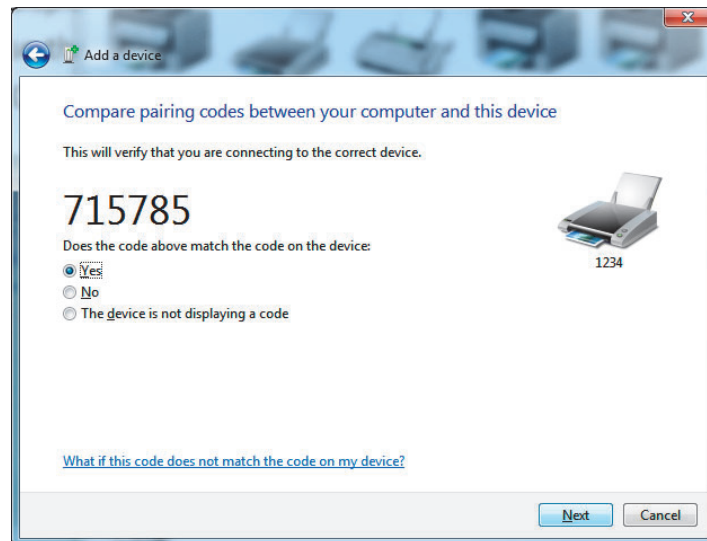 Add a device
Compare pairing codes between your computer and this device
This will verify that you are connecting to the correct device.
715785
Does the code above match the code on the device:
Yes
No
The device is not displaying a code
1234
What if this code does not match the code on my device?
Next
Cancel